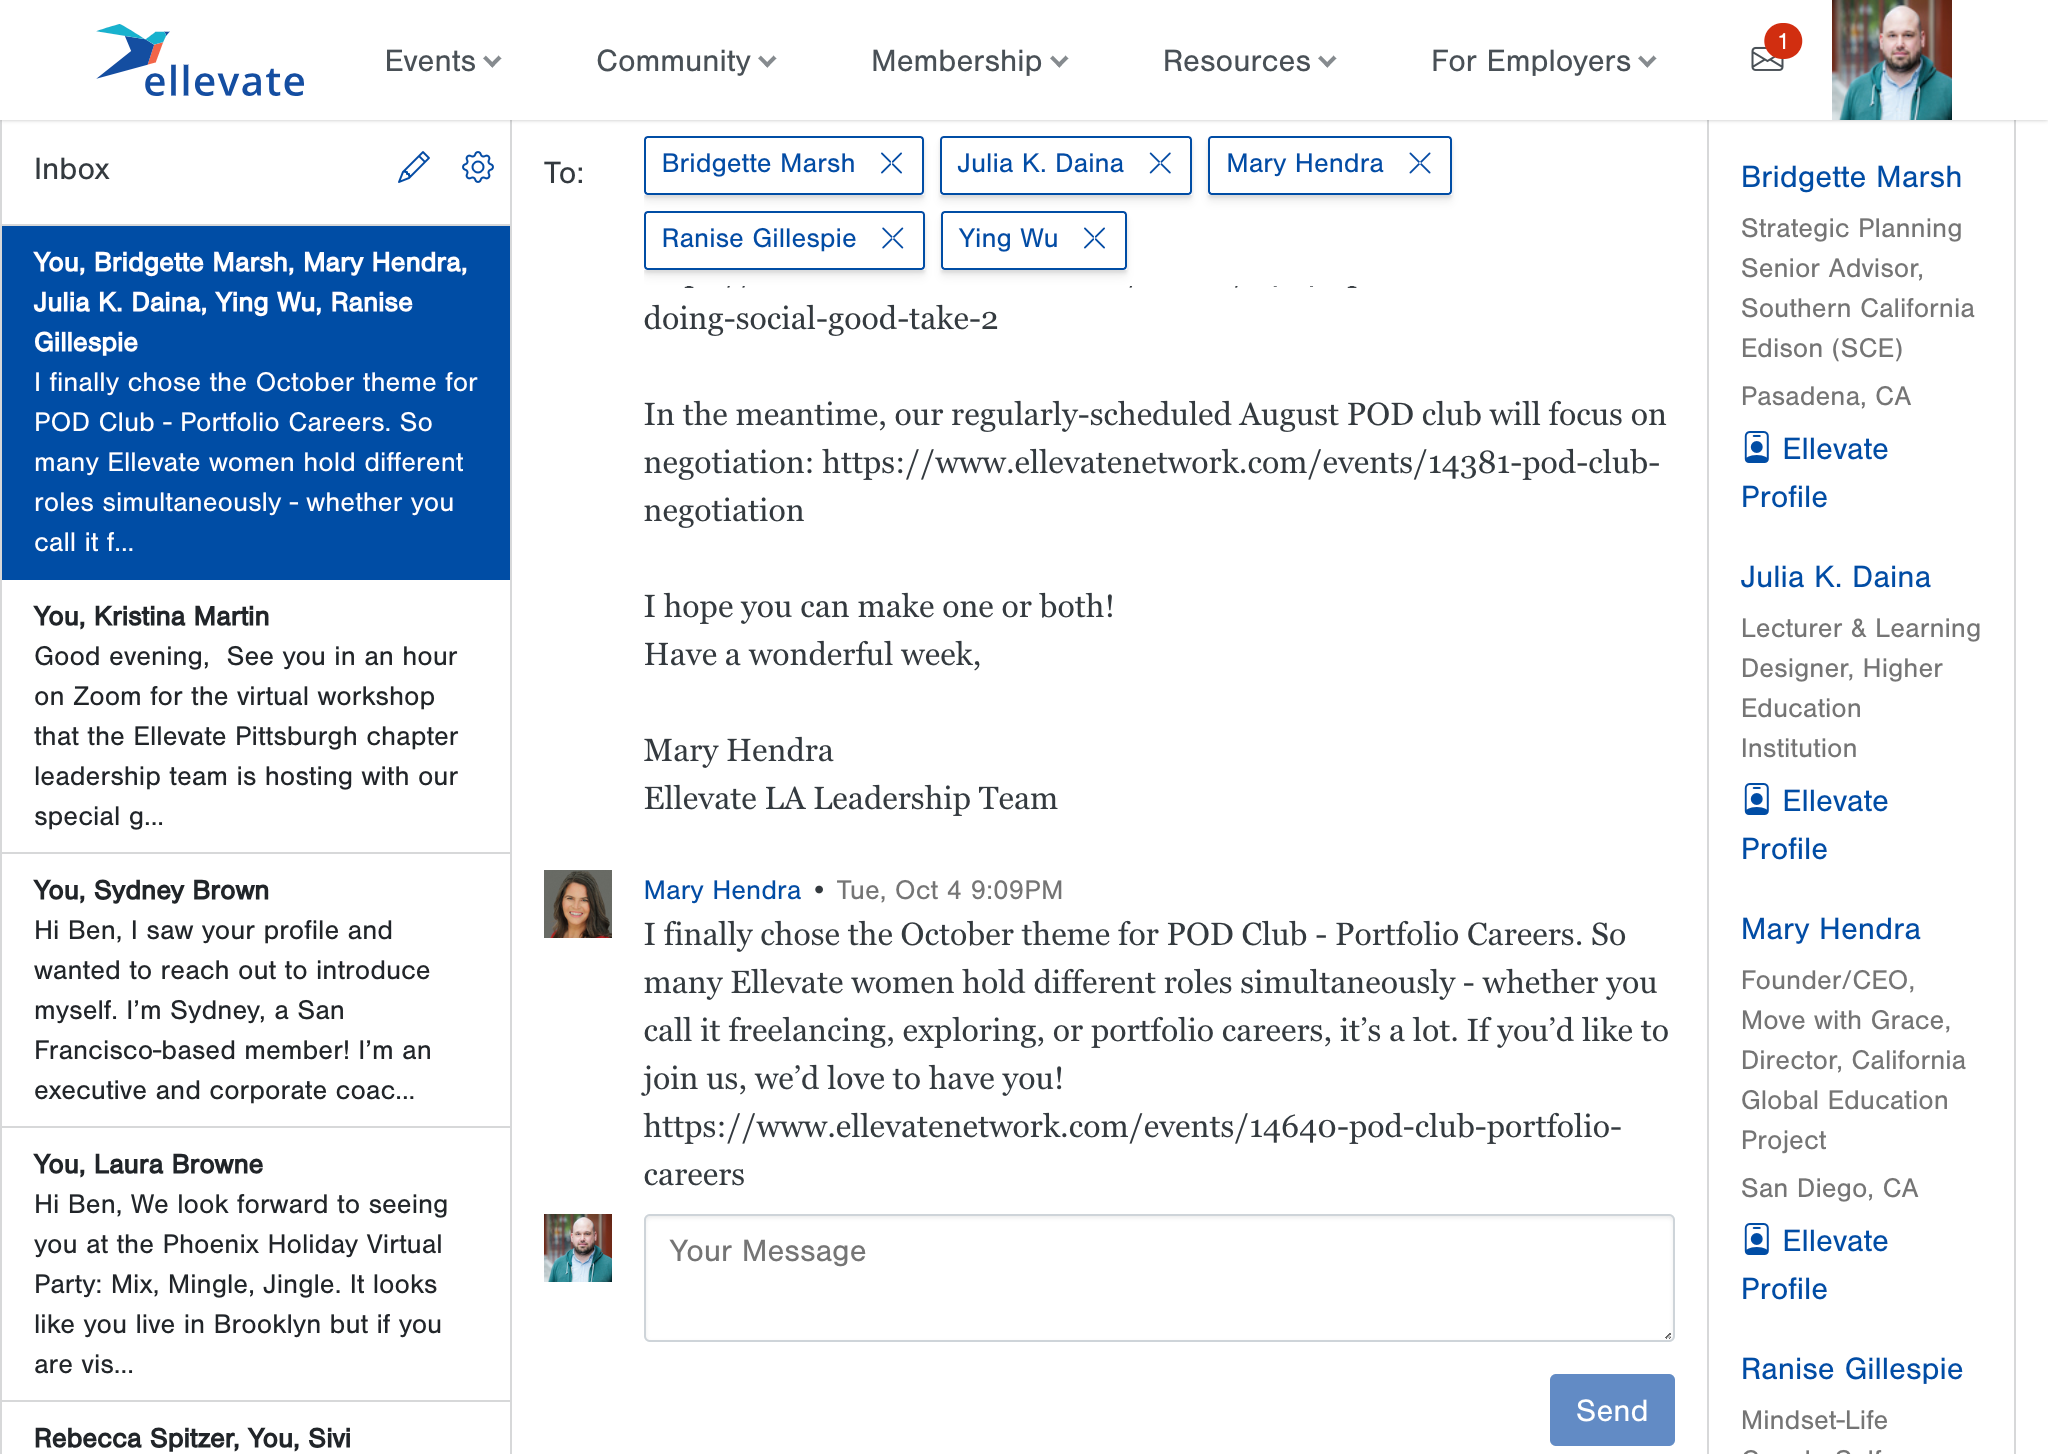 ellevate
Events
Community
Membership
Resources
For Employers
1
Inbox
You, Bridgette Marsh, Mary Hendra,
Julia K. Daina, Ying Wu, Ranise
Gillespie
I finally chose the October theme for
POD Club - Portfolio Careers. So
many Ellevate women hold different
roles simultaneously - whether you
call it f...
You, Kristina Martin
Good evening,  See you in an hour
on Zoom for the virtual workshop
that the Ellevate Pittsburgh chapter
leadership team is hosting with our
special g...
You, Sydney Brown
Hi Ben, I saw your profile and
wanted to reach out to introduce
myself. I’m Sydney, a San
Francisco-based member! I’m an
executive and corporate coac...
You, Laura Browne
Hi Ben, We look forward to seeing
you at the Phoenix Holiday Virtual
Party: Mix, Mingle, Jingle. It looks
like you live in Brooklyn but if you
are vis...
Rebecca Spitzer, You, Sivi
To:
Bridgette Marsh
Julia K. Daina
Mary Hendra
Ranise Gillespie
Ying Wu
doing-social-good-take-2
In the meantime, our regularly-scheduled August POD club will focus on
negotiation: https://www.ellevatenetwork.com/events/14381-pod-club-
negotiation
I hope you can make one or both!
Have a wonderful week,
Mary Hendra
Ellevate LA Leadership Team
Mary Hendra • Tue, Oct 4 9:09PM
I finally chose the October theme for POD Club - Portfolio Careers. So
many Ellevate women hold different roles simultaneously - whether you
call it freelancing, exploring, or portfolio careers, it’s a lot. If you’d like to
join us, we’d love to have you!
https://www.ellevatenetwork.com/events/14640-pod-club-portfolio-
careers
Your Message
Send
Bridgette Marsh
Strategic Planning
Senior Advisor,
Southern California
Edison (SCE)
Pasadena, CA
Ellevate
Profile
Julia K. Daina
Lecturer & Learning
Designer, Higher
Education
Institution
Ellevate
Profile
Mary Hendra
Founder/CEO,
Move with Grace,
Director, California
Global Education
Project
San Diego, CA
Ellevate
Profile
Ranise Gillespie
Mindset-Life